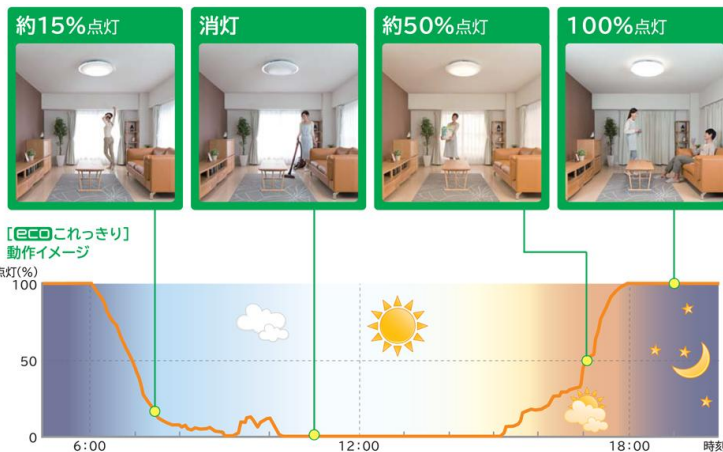 約15%点灯
消灯
約50%点灯
100%点灯
[ecoこれっきり]
動作イメージ
点灯(%)
100
50
0
6:00
12:00
18:00
時刻